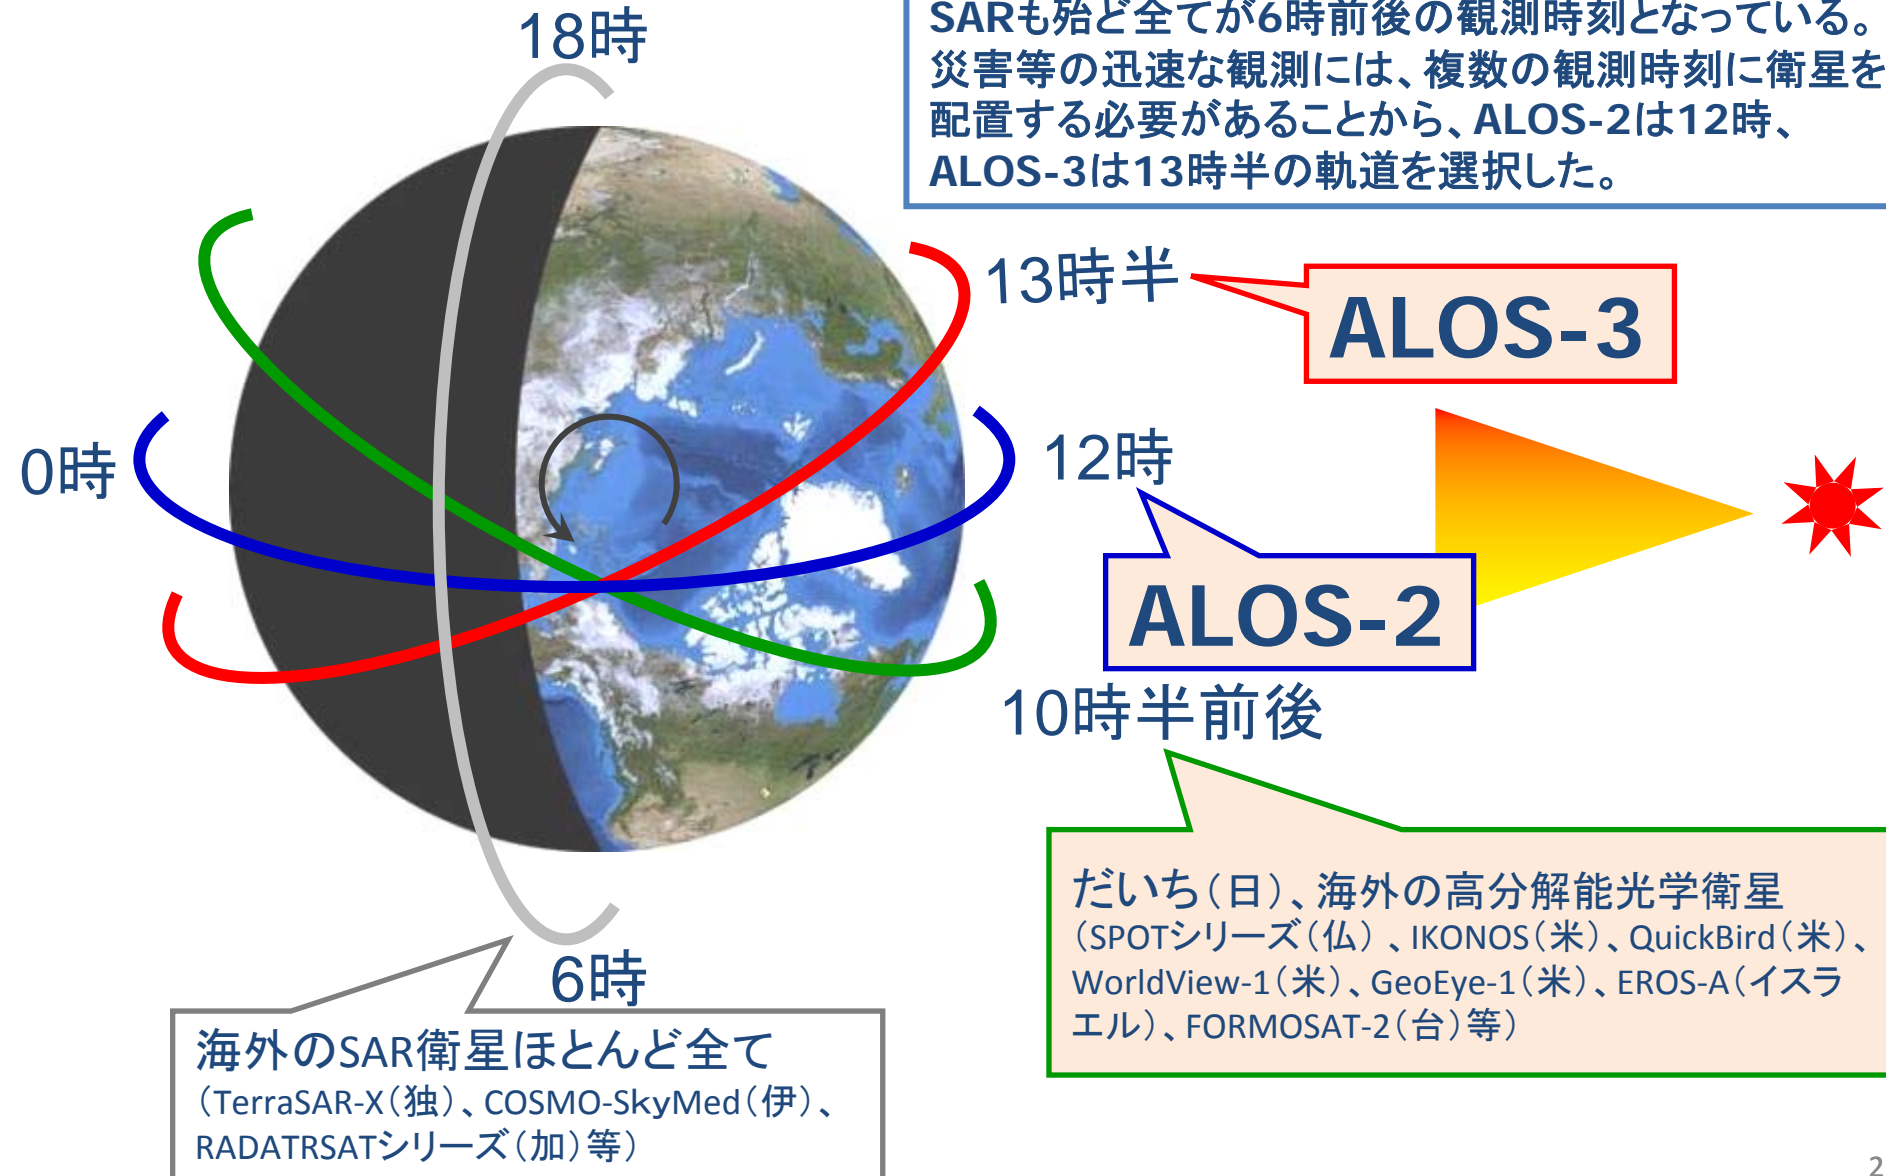 SARも殆ど全てが6時前後の観測時刻となっている。
災害等の迅速な観測には、複数の観測時刻に衛星を
配置する必要があることから、ALOS-2は12時、
ALOS-3は13時半の軌道を選択した。
18時
13時半
ALOS-3
0時
12時
ALOS-2
10時半前後
だいち（日）、海外の高分解能光学衛星
（SPOTシリーズ（仏）、IKONOS（米）、QuickBird（米）、
WorldView-1（米）、GeoEye-1（米）、EROS-A（イスラ
エル）、FORMOSAT-2（台）等）
6時
海外のSAR衛星ほとんど全て
（TerraSAR-X（独）、COSMO-SkyMed（伊）、
RADATRSATシリーズ（加）等）
2